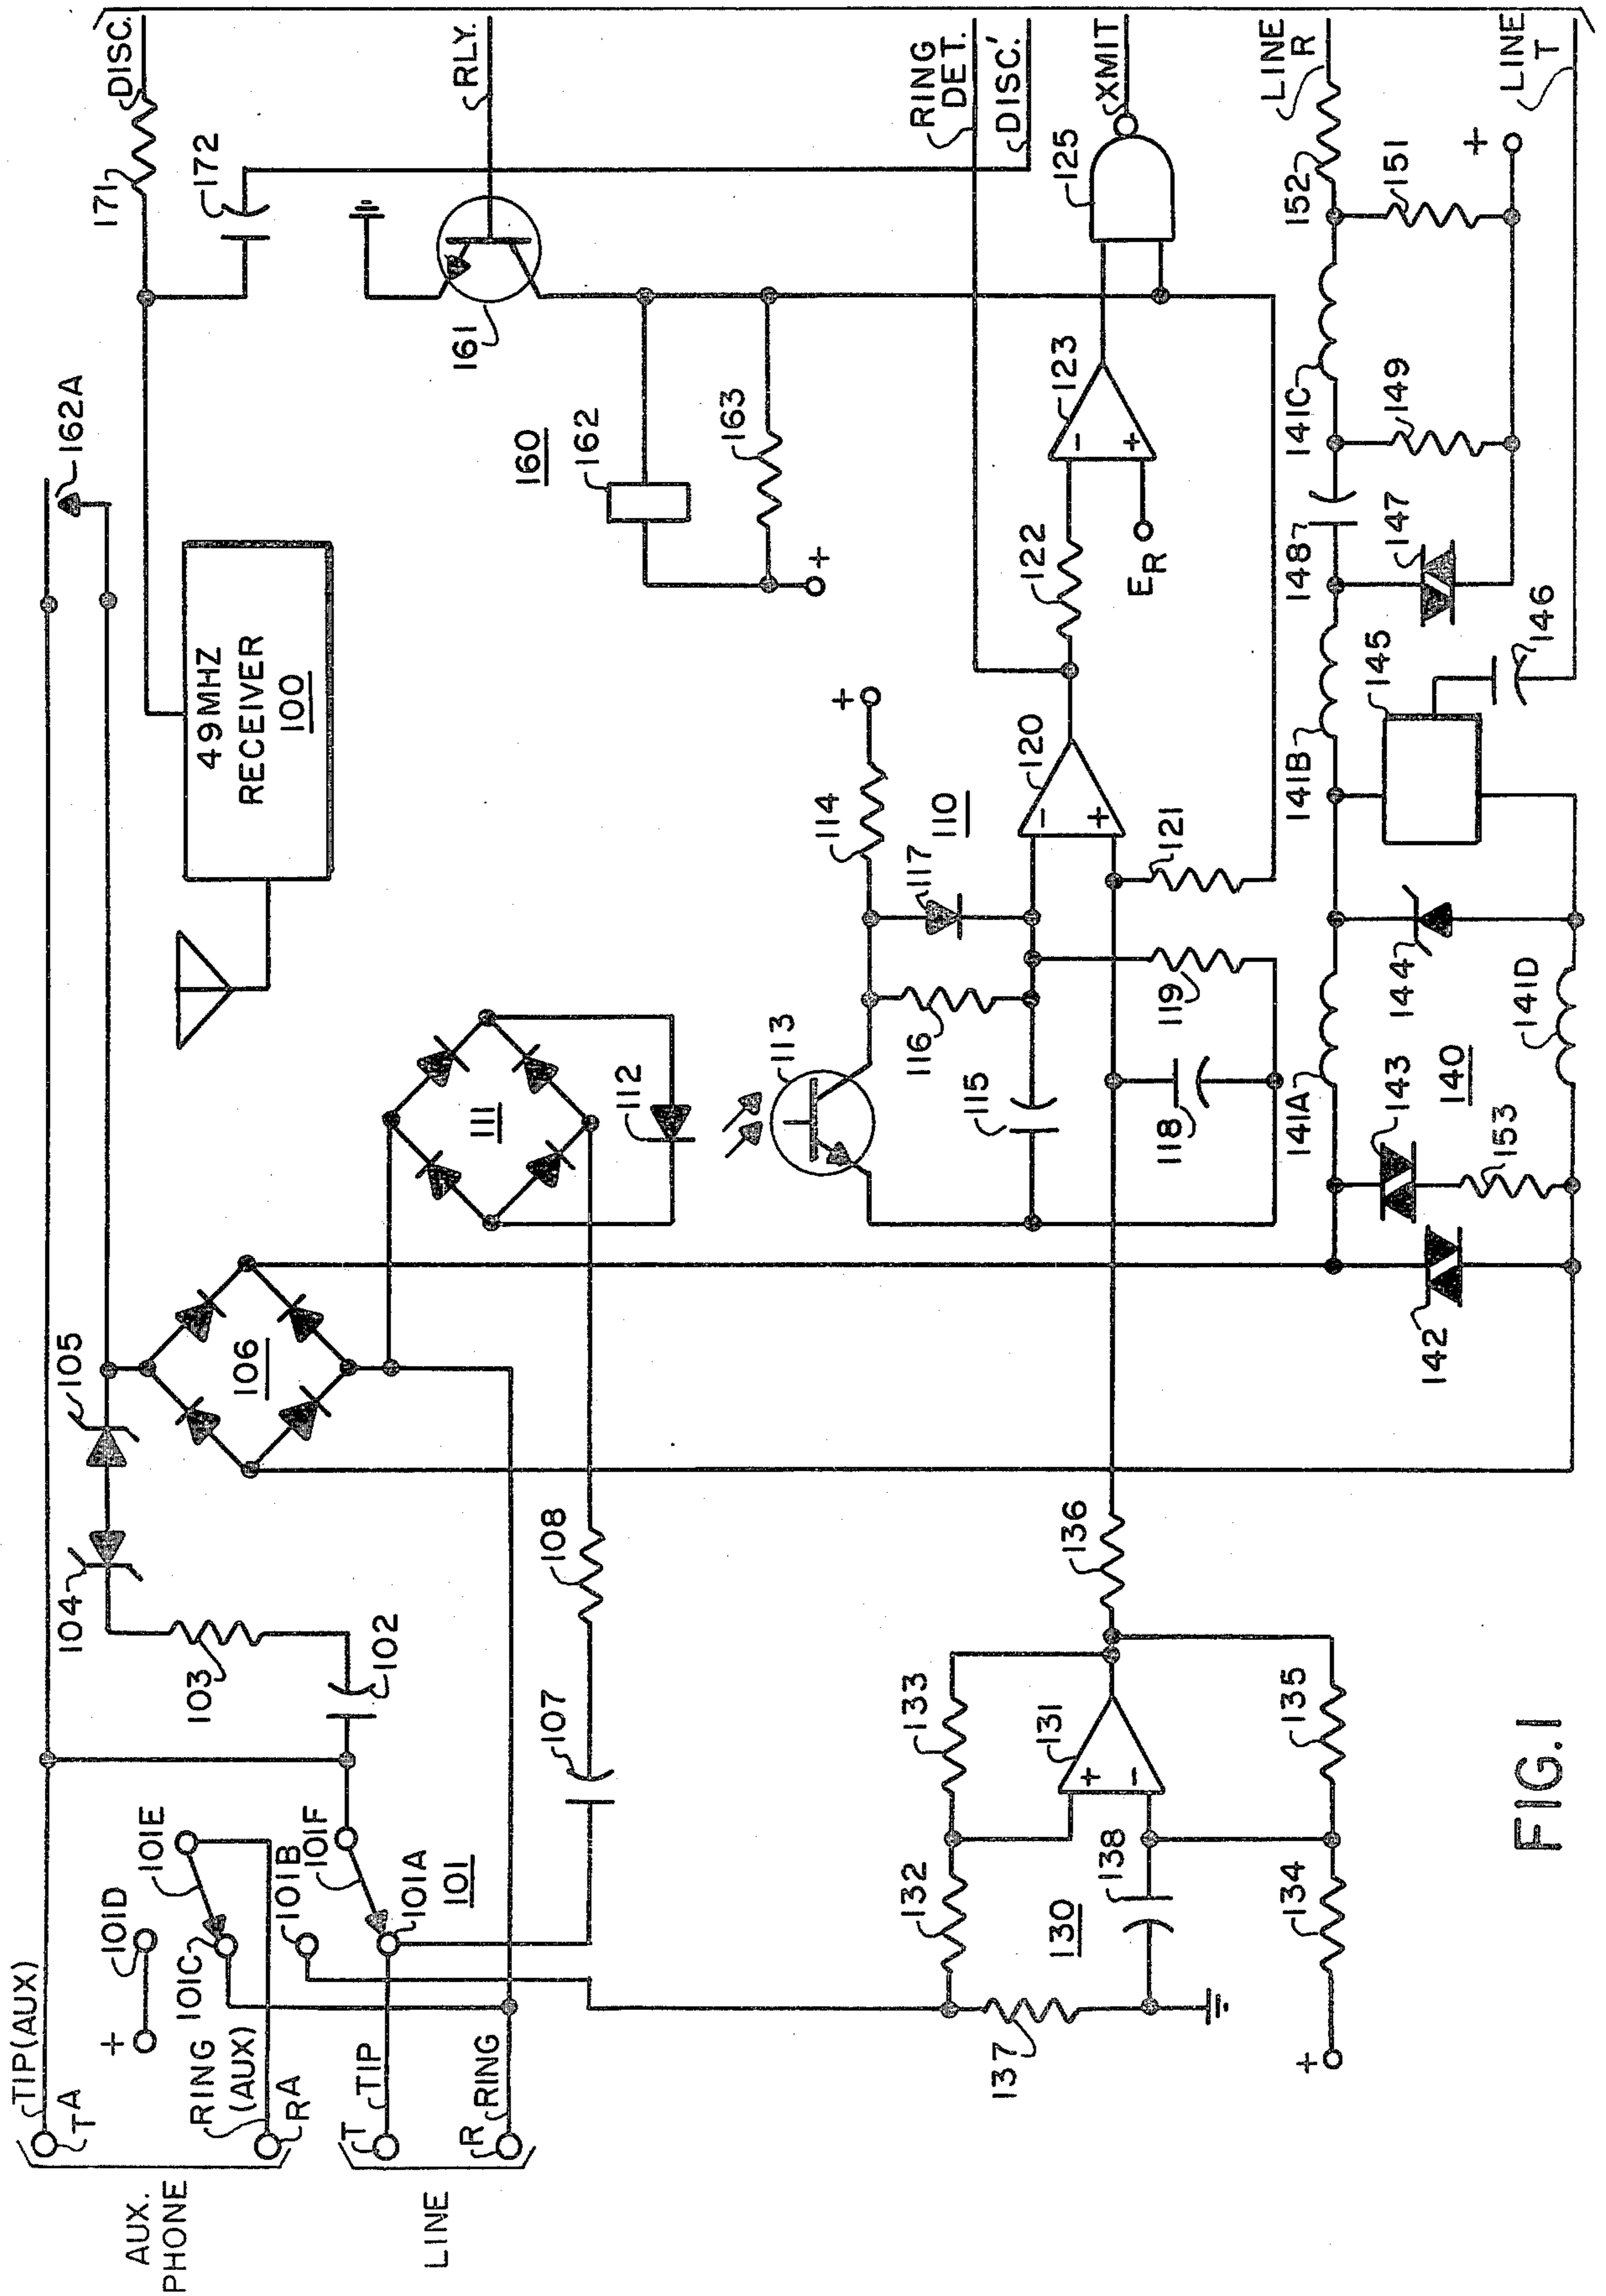 AUX.
PHONE
TIP(AUX)
TA
RING
(AUX)
RA
+
101D
101C
101E
101B
101F
101A
101
LINE
T
TIP
R
RING
102
103
104
105
106
107
108
49MHZ
RECEIVER
100
162A
171
DISC.
172
RLY.
161
160
162
163
+
111
112
113
114
+
115
116
117
110
118
119
120
-
+
121
122
123
-
+
ER
125
RING
DET.
DISC.'
XMIT
130
131
+
-
132
133
134
135
136
137
138
+
140
141A
141B
141C
141D
142
143
144
145
146
147
148
149
151
152
153
+
LINE
R
LINE
T
FIG.1